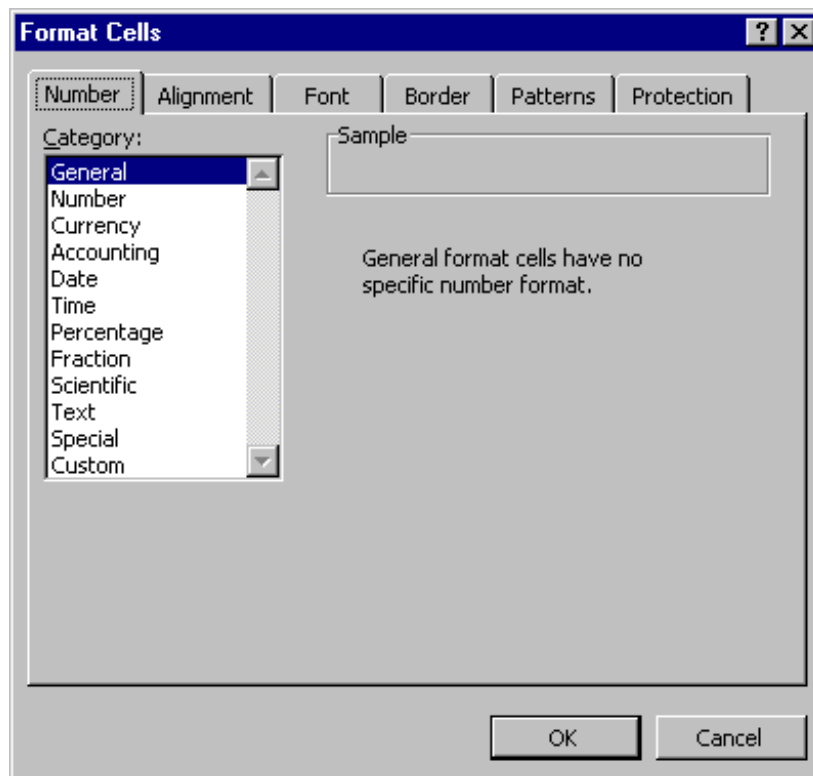 Format Cells
Number Alignment Font Border Patterns Protection
Category:
General
Number
Currency
Accounting
Date
Time
Percentage
Fraction
Scientific
Text
Special
Custom
Sample
General format cells have no
specific number format.
OK Cancel